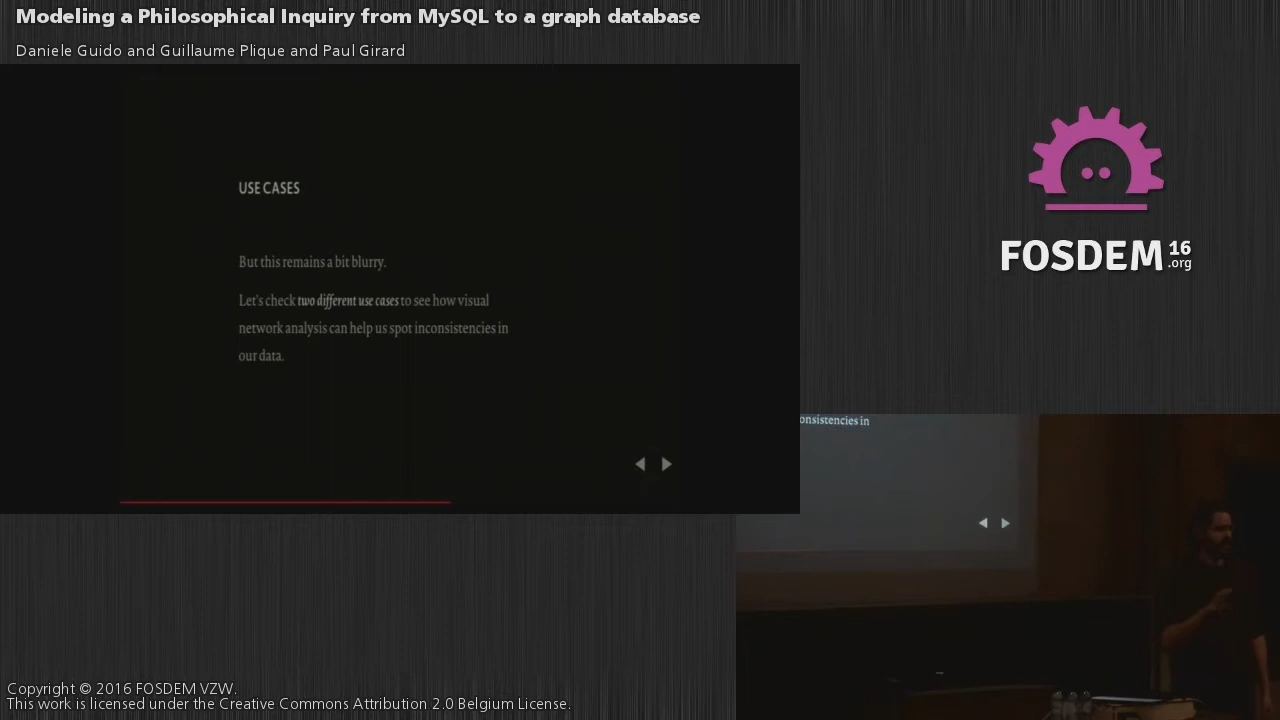 Modeling a Philosophical Inquiry from MySQL to a graph database
Daniele Guido and Guillaume Plique and Paul Girard
USE CASES
But this remains a bit blurry.
Let's check two different use cases to see how visual
network analysis can help us spot inconsistencies in
our data.
FOSDEM 16
.org
onsistencies in
Copyright © 2016 FOSDEM VZW.
This work is licensed under the Creative Commons Attribution 2.0 Belgium License.